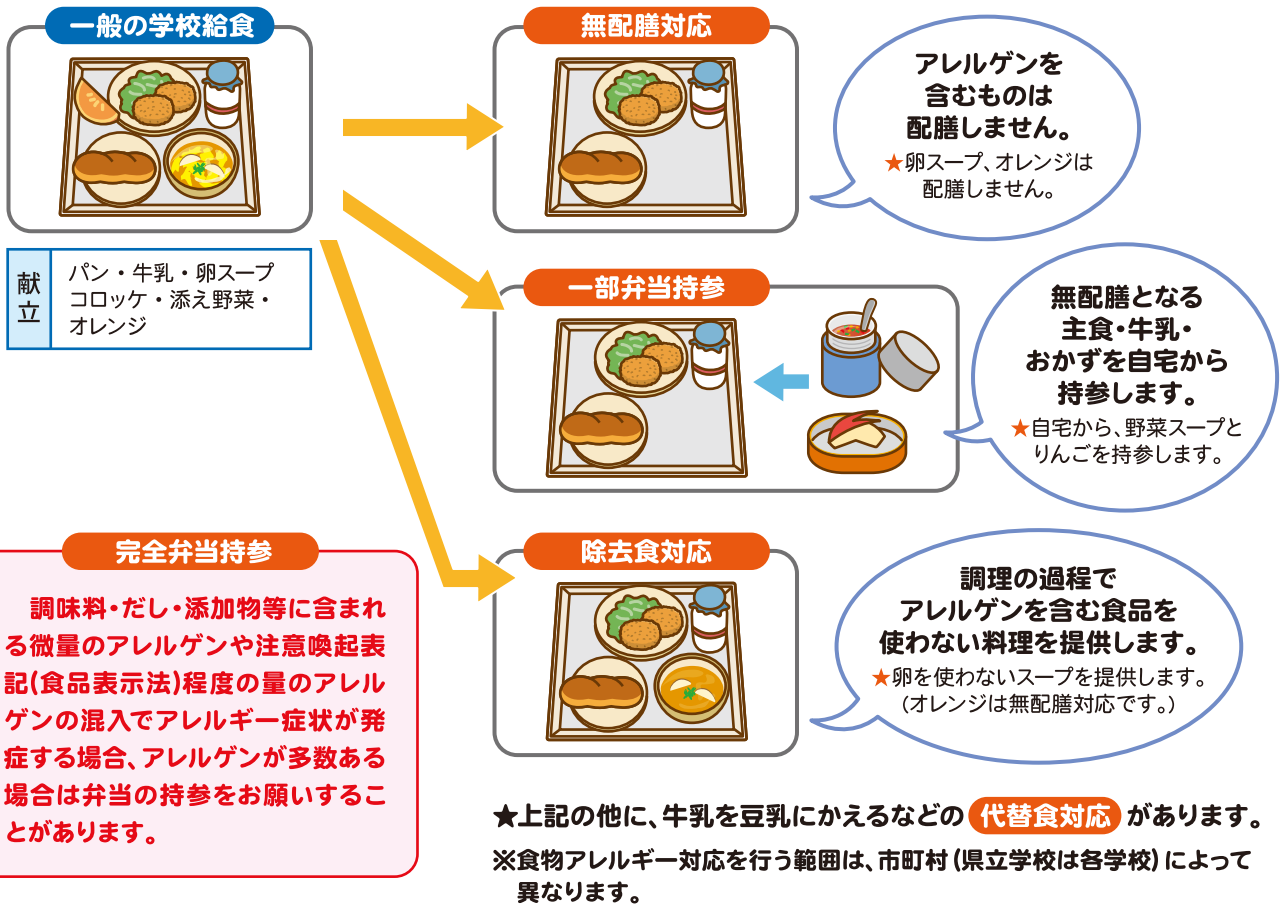 一般の学校給食
献立
パン・牛乳・卵スープ
コロッケ・添え野菜・
オレンジ
無配膳対応
アレルゲンを
含むものは
配膳しません。
★卵スープ、オレンジは
配膳しません。
一部弁当持参
無配膳となる
主食・牛乳・
おかずを自宅から
持参します。
★自宅から、野菜スープと
りんごを持参します。
除去食対応
調理の過程で
アレルゲンを含む食品を
使わない料理を提供します。
★卵を使わないスープを提供します。
(オレンジは無配膳対応です。)
完全弁当持参
調味料・だし・添加物等に含まれ
る微量のアレルゲンや注意喚起表
記(食品表示法)程度の量のアレル
ゲンの混入でアレルギー症状が発
症する場合、アレルゲンが多数ある
場合は弁当の持参をお願いするこ
とがあります。
★上記の他に、牛乳を豆乳にかえるなどの 代替食対応 があります。
※食物アレルギー対応を行う範囲は、市町村(県立学校は各学校)によって
異なります。